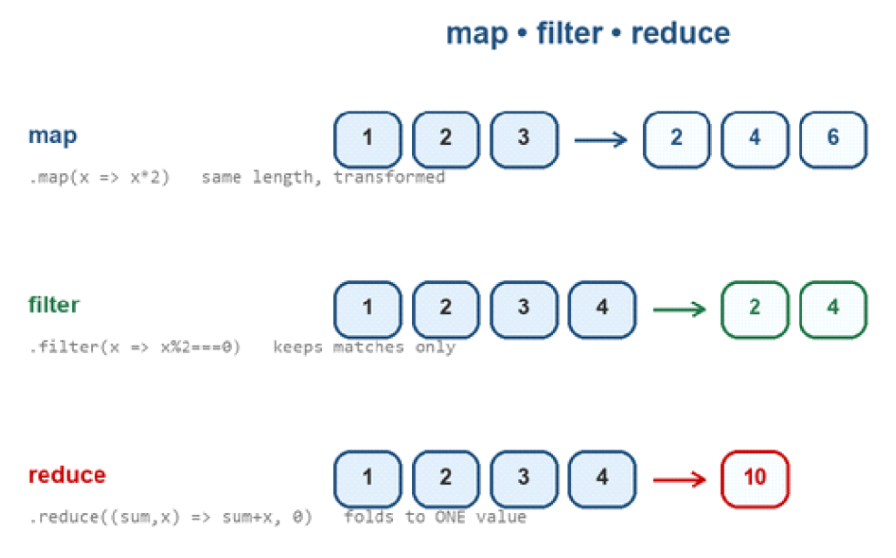 map • filter • reduce
map
1 2 3 → 2 4 6
.map(x => x*2) same length, transformed
filter
1 2 3 4 → 2 4
.filter(x => x%2===0) keeps matches only
reduce
1 2 3 4 → 10
.reduce((sum,x) => sum+x, 0) folds to ONE value